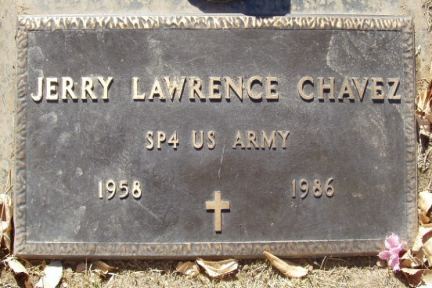 JERRY LAWRENCE CHAVEZ
SP4 US ARMY
1958 1986